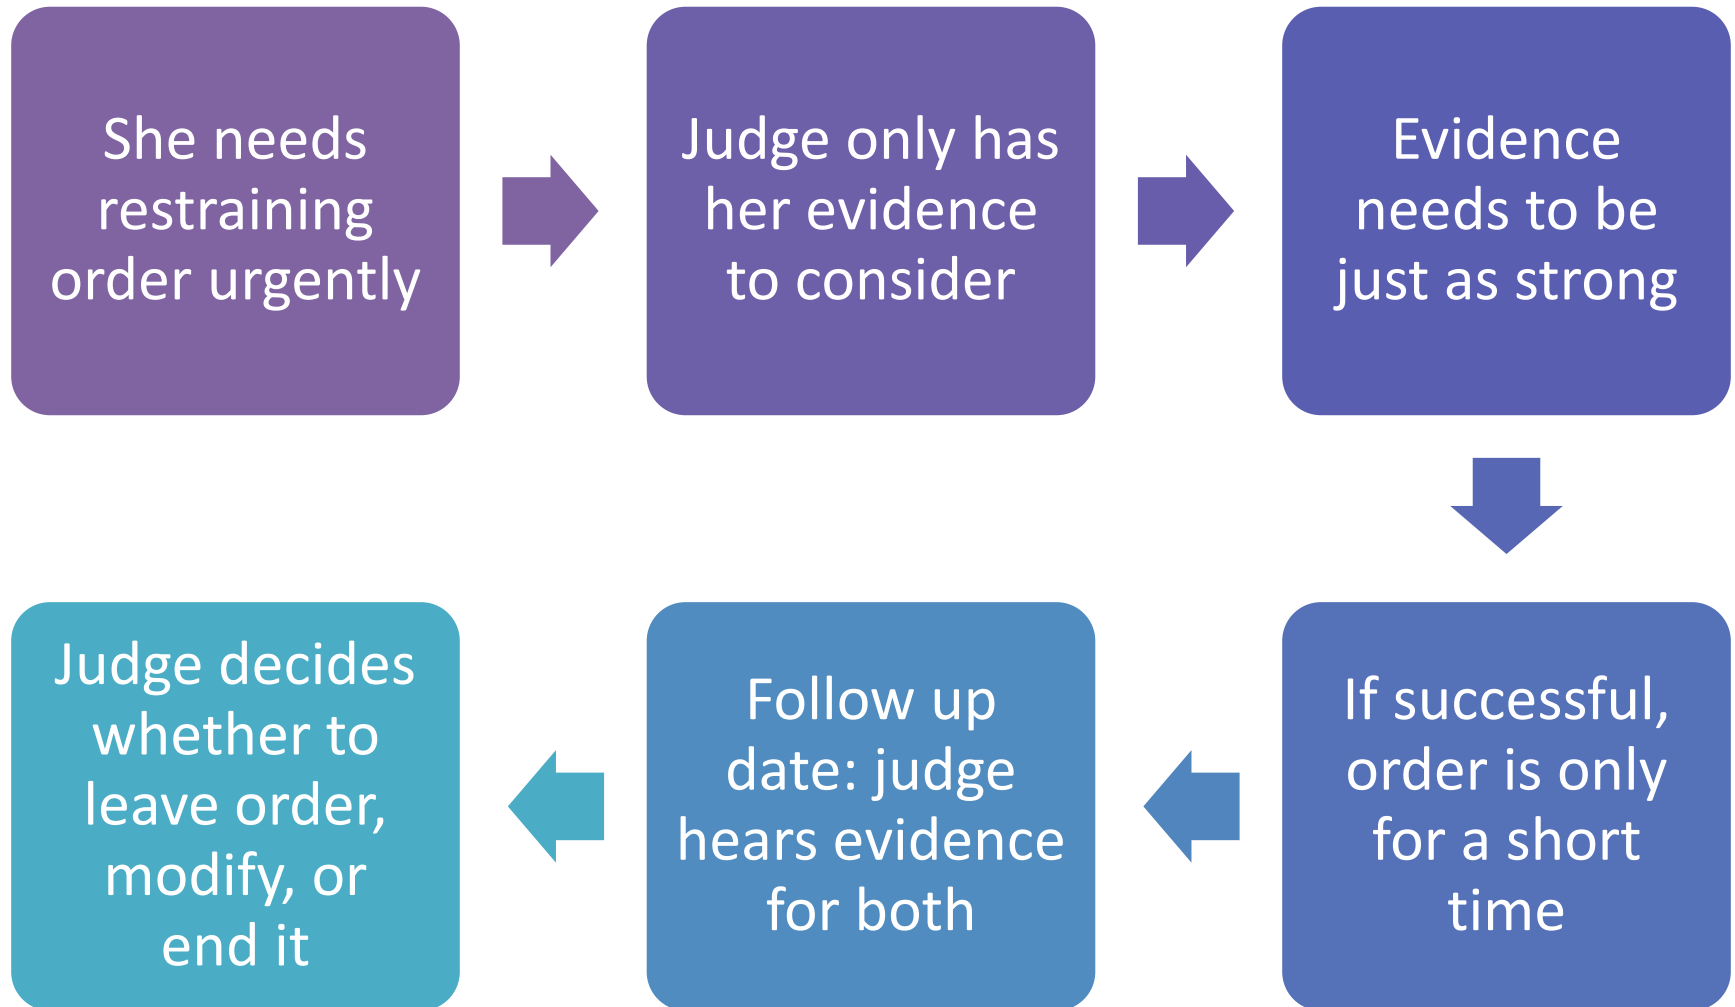 She needs
restraining
order urgently
Judge only has
her evidence
to consider
Evidence
needs to be
just as strong
If successful,
order is only
for a short
time
Follow up
date: judge
hears evidence
for both
Judge decides
whether to
leave order,
modify, or
end it